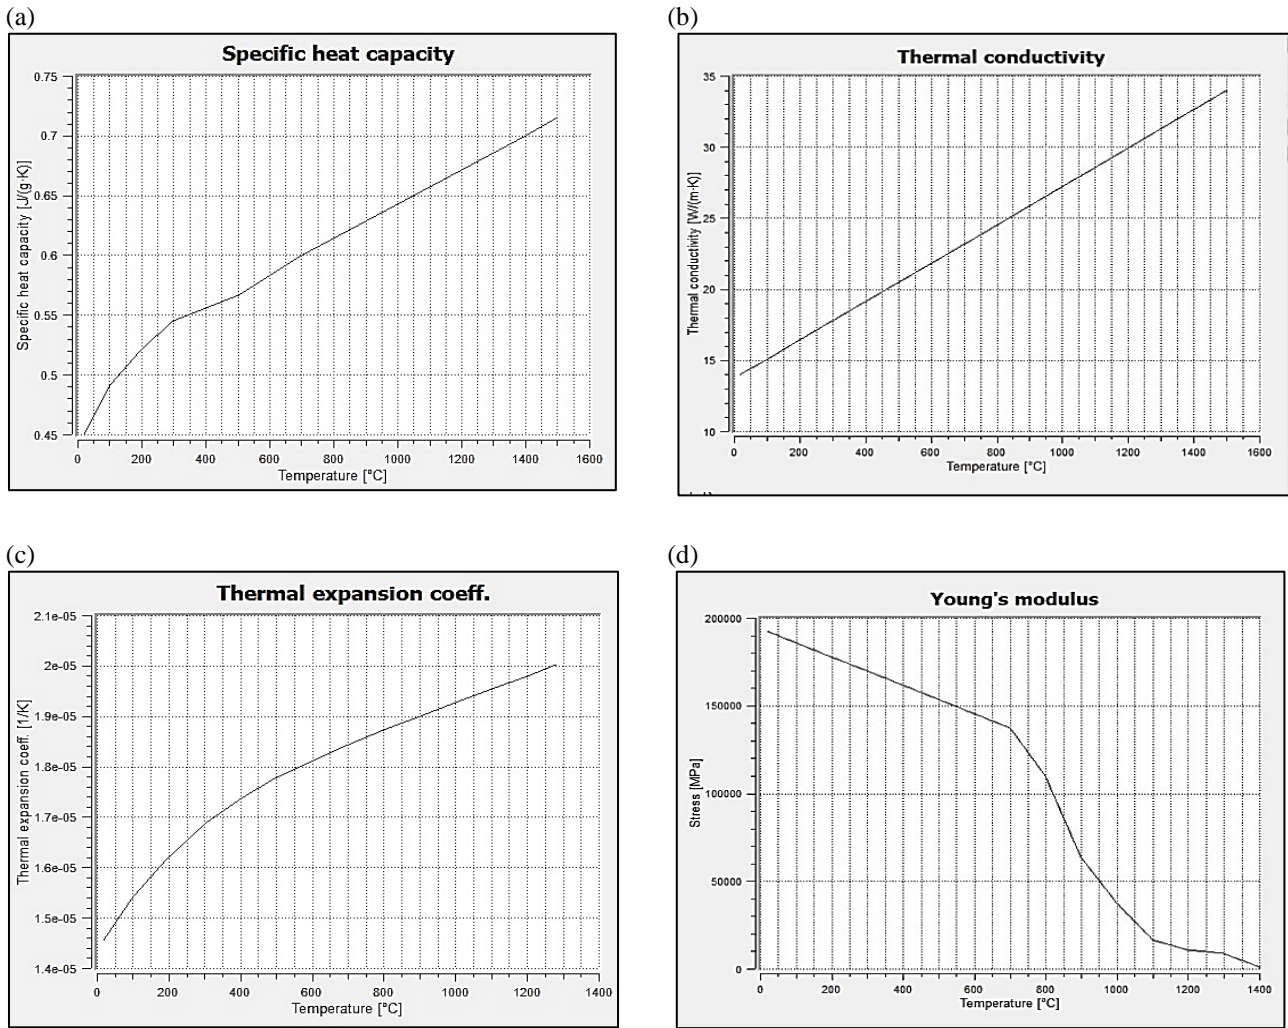 (a)
Specific heat capacity
0.75
0.7
0.65
0.6
0.55
0.5
0.45
Specific heat capacity [J/(g·K)]
0 200 400 600 800 1000 1200 1400 1600
Temperature [°C]
(b)
Thermal conductivity
35
30
25
20
15
10
Thermal conductivity [W/(m·K)]
0 200 400 600 800 1000 1200 1400 1600
Temperature [°C]
(c)
Thermal expansion coeff.
2.1e-05
2e-05
1.9e-05
1.8e-05
1.7e-05
1.6e-05
1.5e-05
1.4e-05
Thermal expansion coeff. [1/K]
0 200 400 600 800 1000 1200 1400
Temperature [°C]
(d)
Young's modulus
200000
150000
100000
50000
0
Stress [MPa]
0 200 400 600 800 1000 1200 1400
Temperature [°C]